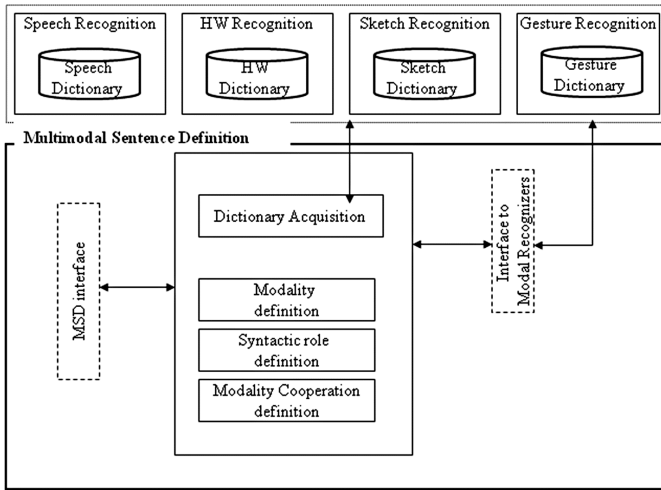 Speech Recognition
Speech
Dictionary
HW Recognition
HW
Dictionary
Sketch Recognition
Sketch
Dictionary
Gesture Recognition
Gesture
Dictionary
Multimodal Sentence Definition
MSD interface
Dictionary Acquisition
Modality
definition
Syntactic role
definition
Modality Cooperation
definition
Interface to
Modal Recognizers